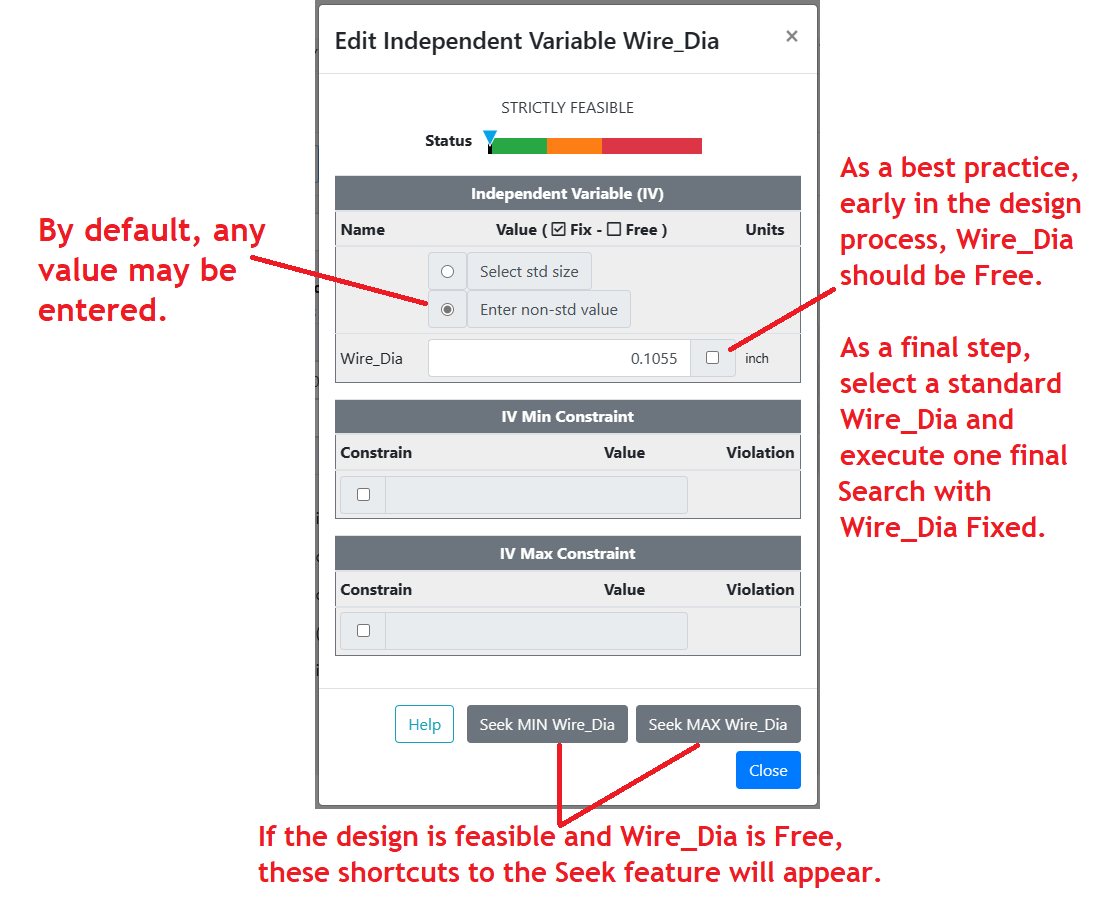 Edit Independent Variable Wire_Dia
×
STRICTLY FEASIBLE
Status
Independent Variable (IV)
Name Value ( ☑ Fix - ☐ Free ) Units
Select std size
Enter non-std value
Wire_Dia 0.1055 inch
IV Min Constraint
Constrain Value Violation
IV Max Constraint
Constrain Value Violation
Help Seek MIN Wire_Dia Seek MAX Wire_Dia
Close
By default, any
value may be
entered.
As a best practice,
early in the design
process, Wire_Dia
should be Free.
As a final step,
select a standard
Wire_Dia and
execute one final
Search with
Wire_Dia Fixed.
If the design is feasible and Wire_Dia is Free,
these shortcuts to the Seek feature will appear.